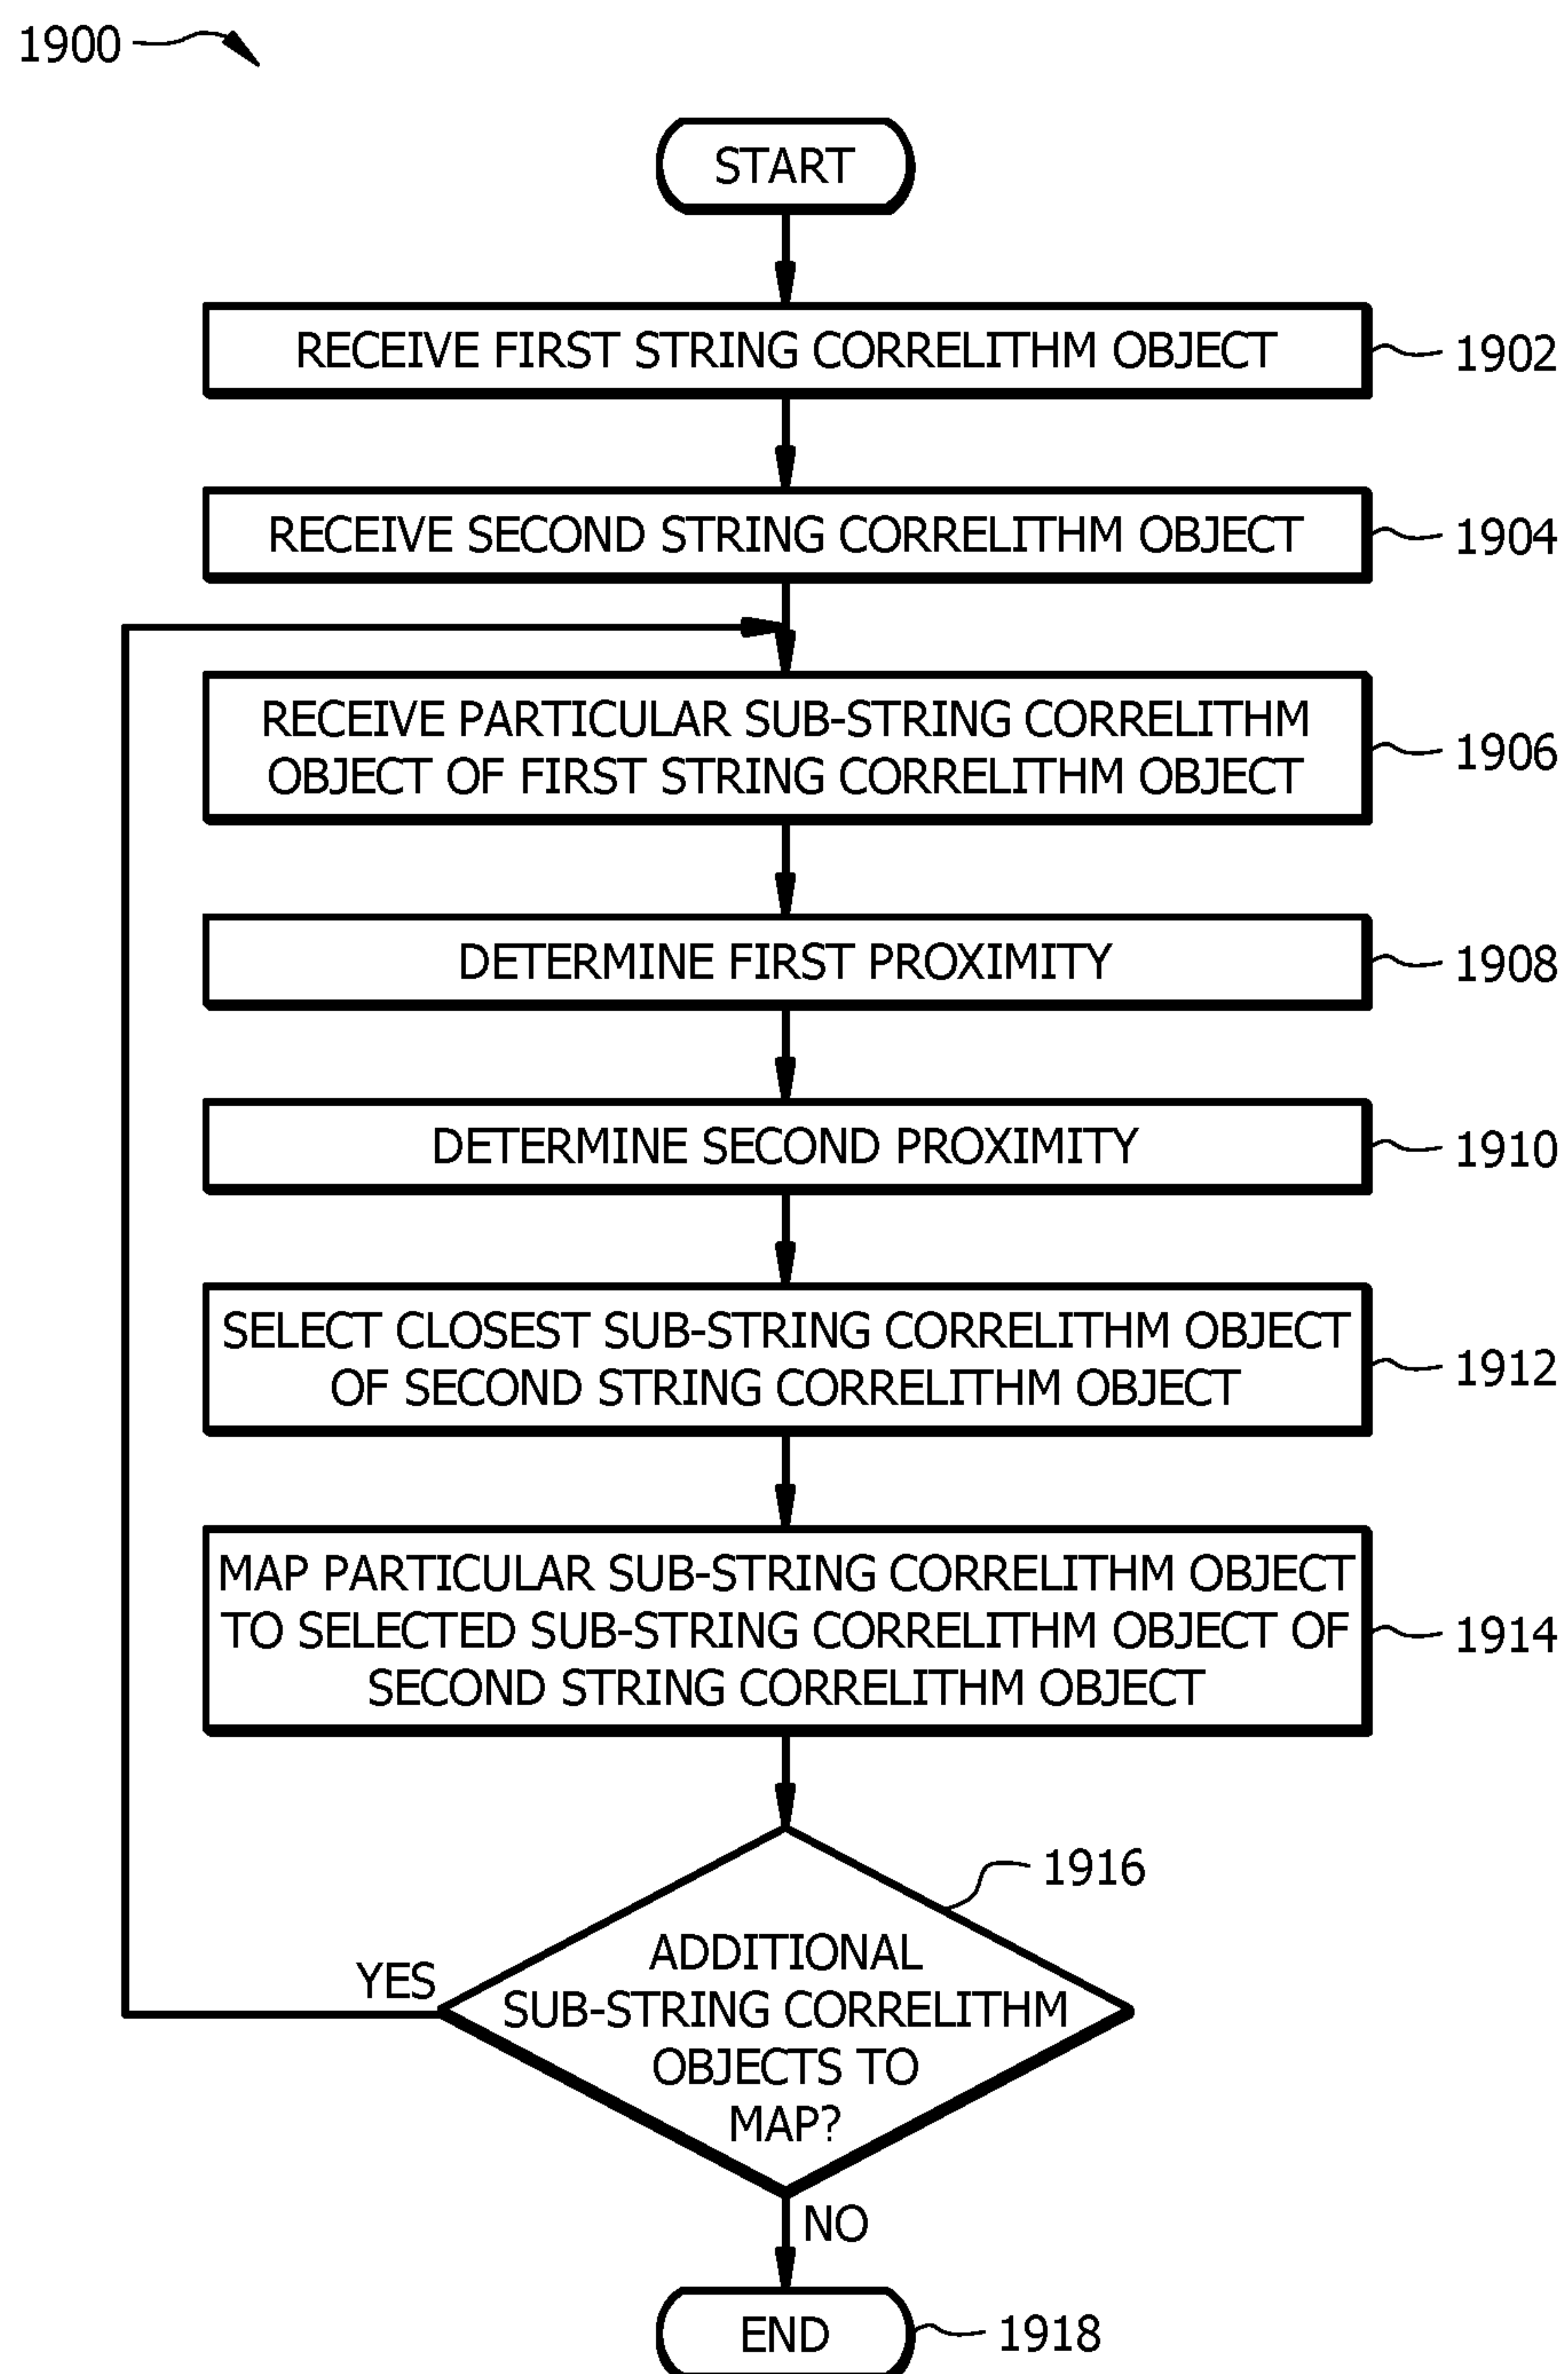 1900
START
RECEIVE FIRST STRING CORRELITHM OBJECT
1902
RECEIVE SECOND STRING CORRELITHM OBJECT
1904
RECEIVE PARTICULAR SUB-STRING CORRELITHM
OBJECT OF FIRST STRING CORRELITHM OBJECT
1906
DETERMINE FIRST PROXIMITY
1908
DETERMINE SECOND PROXIMITY
1910
SELECT CLOSEST SUB-STRING CORRELITHM OBJECT
OF SECOND STRING CORRELITHM OBJECT
1912
MAP PARTICULAR SUB-STRING CORRELITHM OBJECT
TO SELECTED SUB-STRING CORRELITHM OBJECT OF
SECOND STRING CORRELITHM OBJECT
1914
1916
ADDITIONAL
SUB-STRING CORRELITHM
OBJECTS TO
MAP?
YES
NO
END
1918